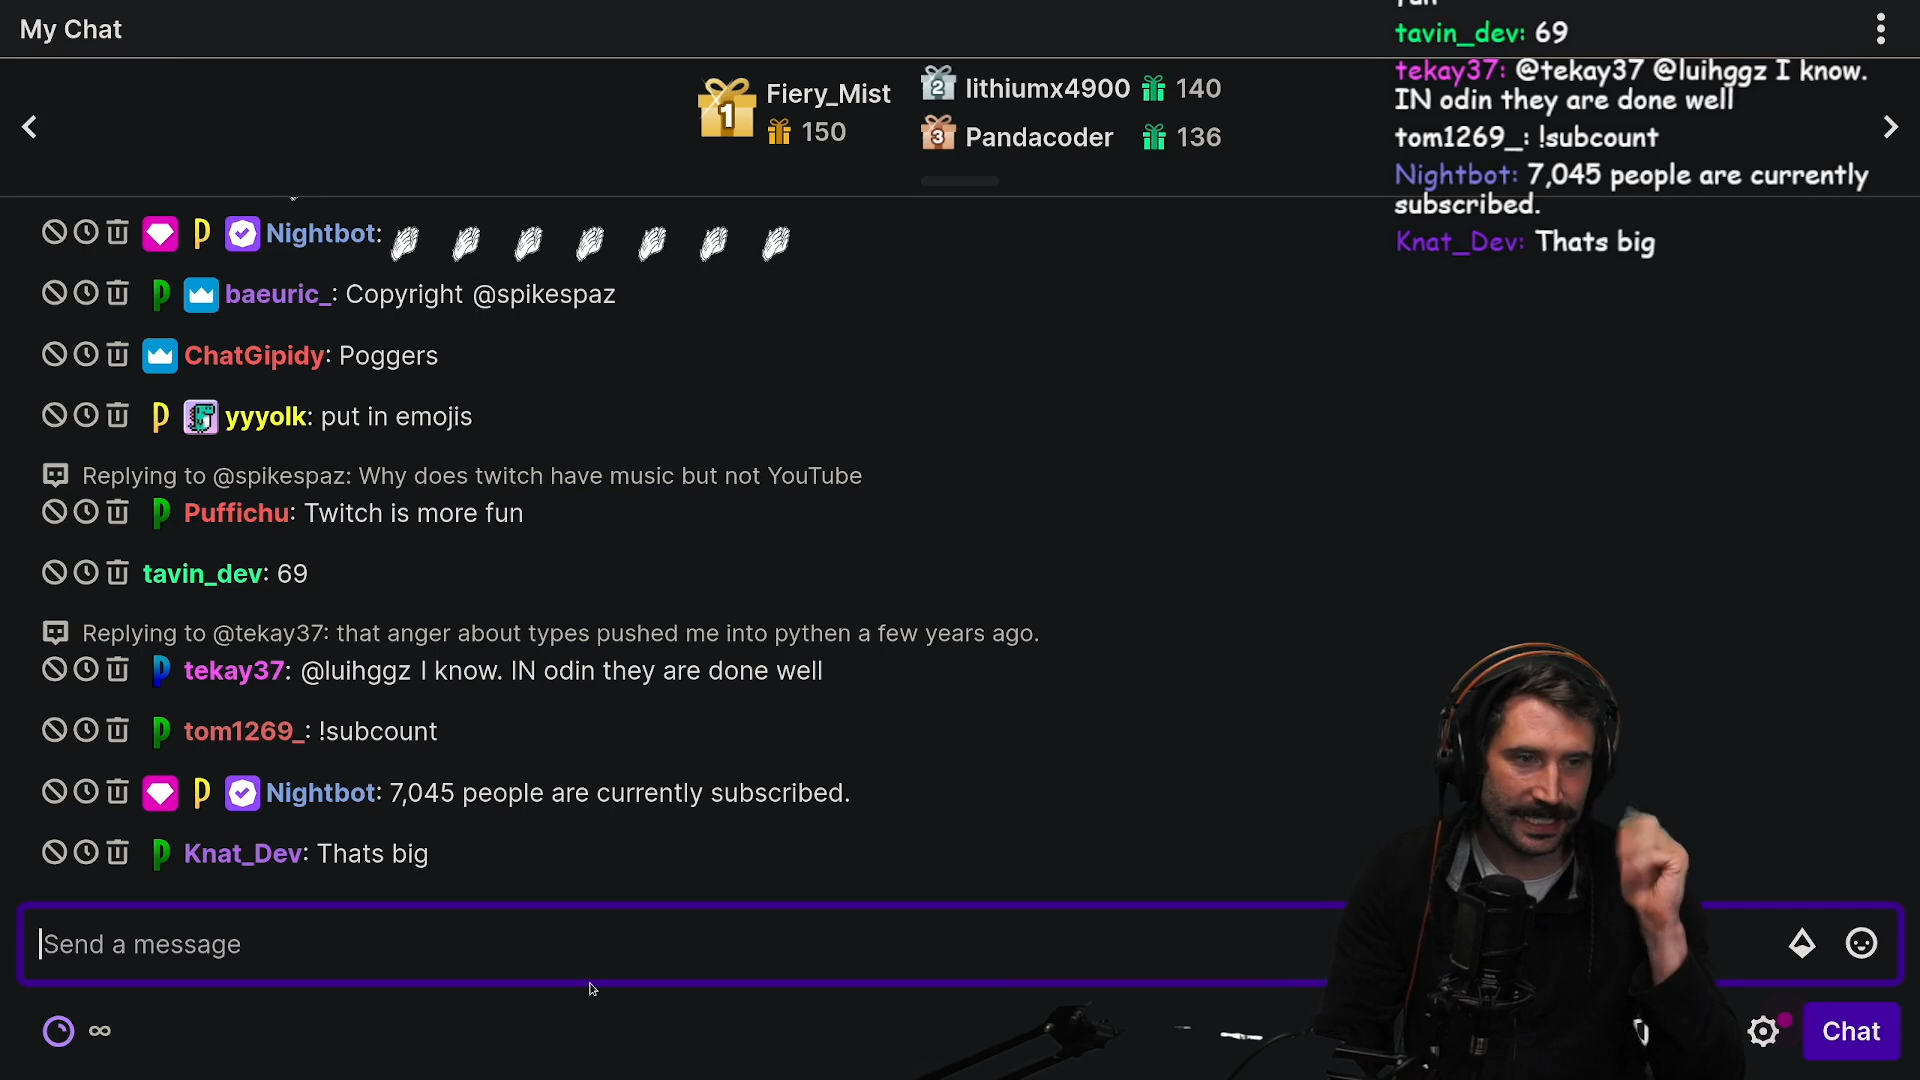 My Chat
1
Fiery_Mist
150
2 lithiumx4900 140
3 Pandacoder 136
Nightbot:
baeuric_: Copyright @spikespaz
ChatGipidy: Poggers
yyyolk: put in emojis
Replying to @spikespaz: Why does twitch have music but not YouTube
Puffichu: Twitch is more fun
tavin_dev: 69
Replying to @tekay37: that anger about types pushed me into pythen a few years ago.
tekay37: @luihggz I know. IN odin they are done well
tom1269_: !subcount
Nightbot: 7,045 people are currently subscribed.
Knat_Dev: Thats big
Send a message
∞
Chat
tavin_dev: 69
tekay37: @tekay37 @luihggz I know.
IN odin they are done well
tom1269_: !subcount
Nightbot: 7,045 people are currently
subscribed.
Knat_Dev: Thats big